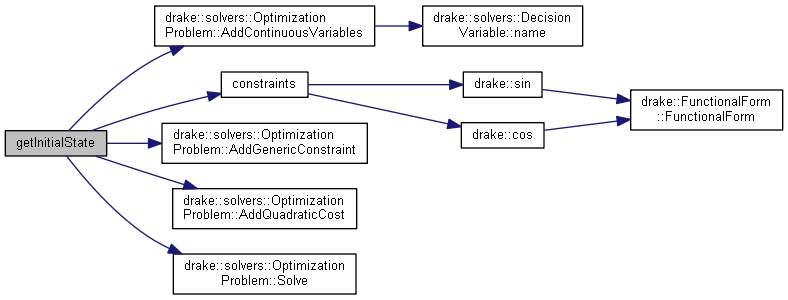 getInitialState
drake::solvers::Optimization
Problem::AddContinuousVariables
drake::solvers::Decision
Variable::name
constraints
drake::sin
drake::cos
drake::FunctionalForm
::FunctionalForm
drake::solvers::Optimization
Problem::AddGenericConstraint
drake::solvers::Optimization
Problem::AddQuadraticCost
drake::solvers::Optimization
Problem::Solve